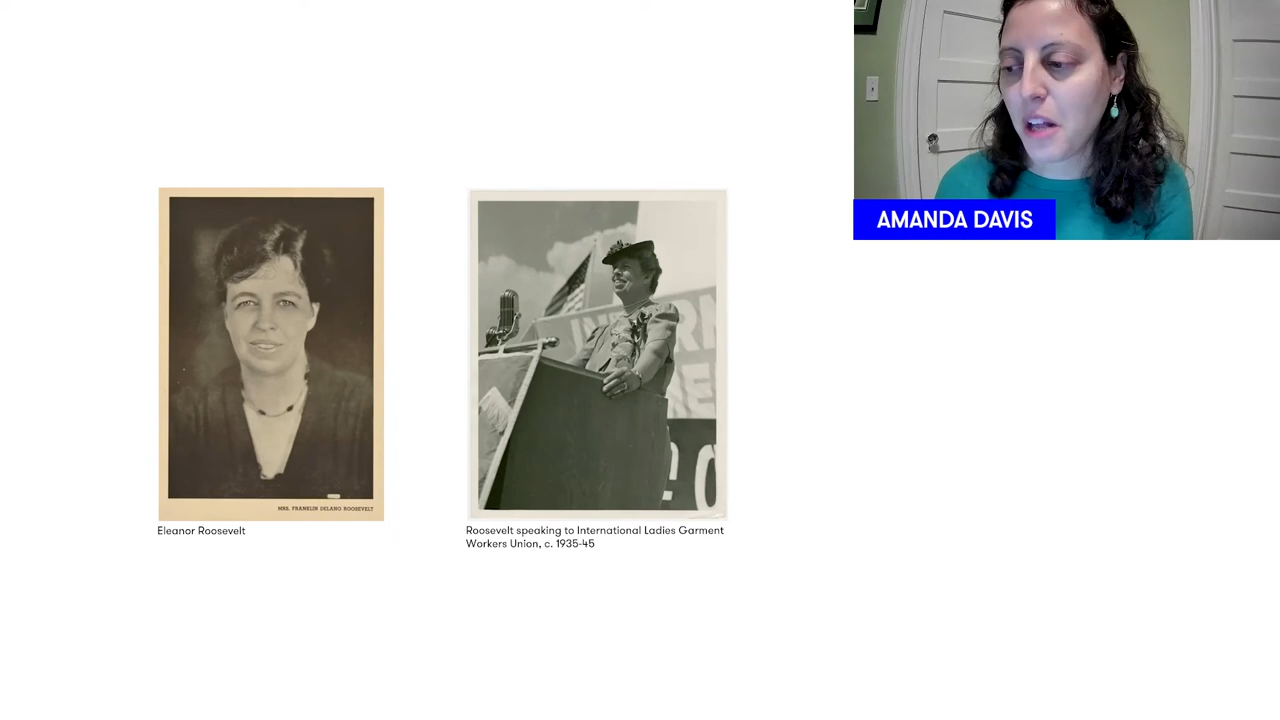 AMANDA DAVIS
MRS. FRANKLIN DELANO ROOSEVELT
Eleanor Roosevelt
Roosevelt speaking to International Ladies Garment
Workers Union, c. 1935-45